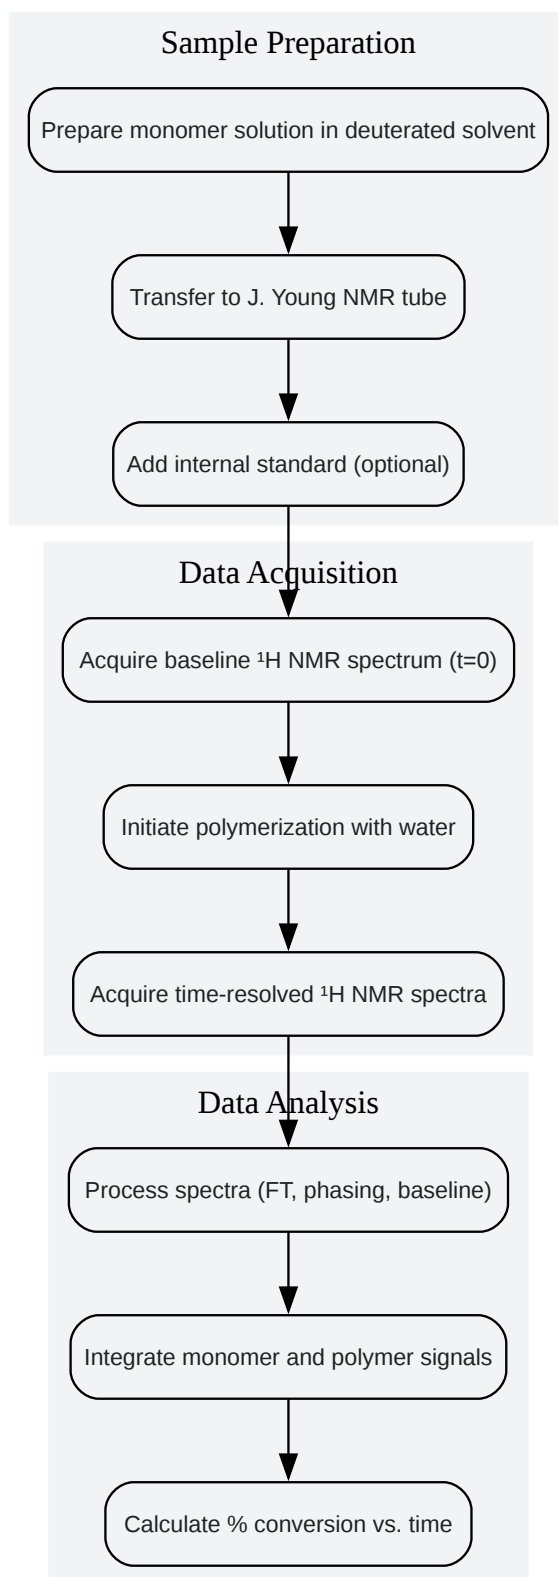 Sample Preparation
Prepare monomer solution in deuterated solvent
Transfer to J. Young NMR tube
Add internal standard (optional)
Data Acquisition
Acquire baseline ¹H NMR spectrum (t=0)
Initiate polymerization with water
Acquire time-resolved ¹H NMR spectra
Data Analysis
Process spectra (FT, phasing, baseline)
Integrate monomer and polymer signals
Calculate % conversion vs. time